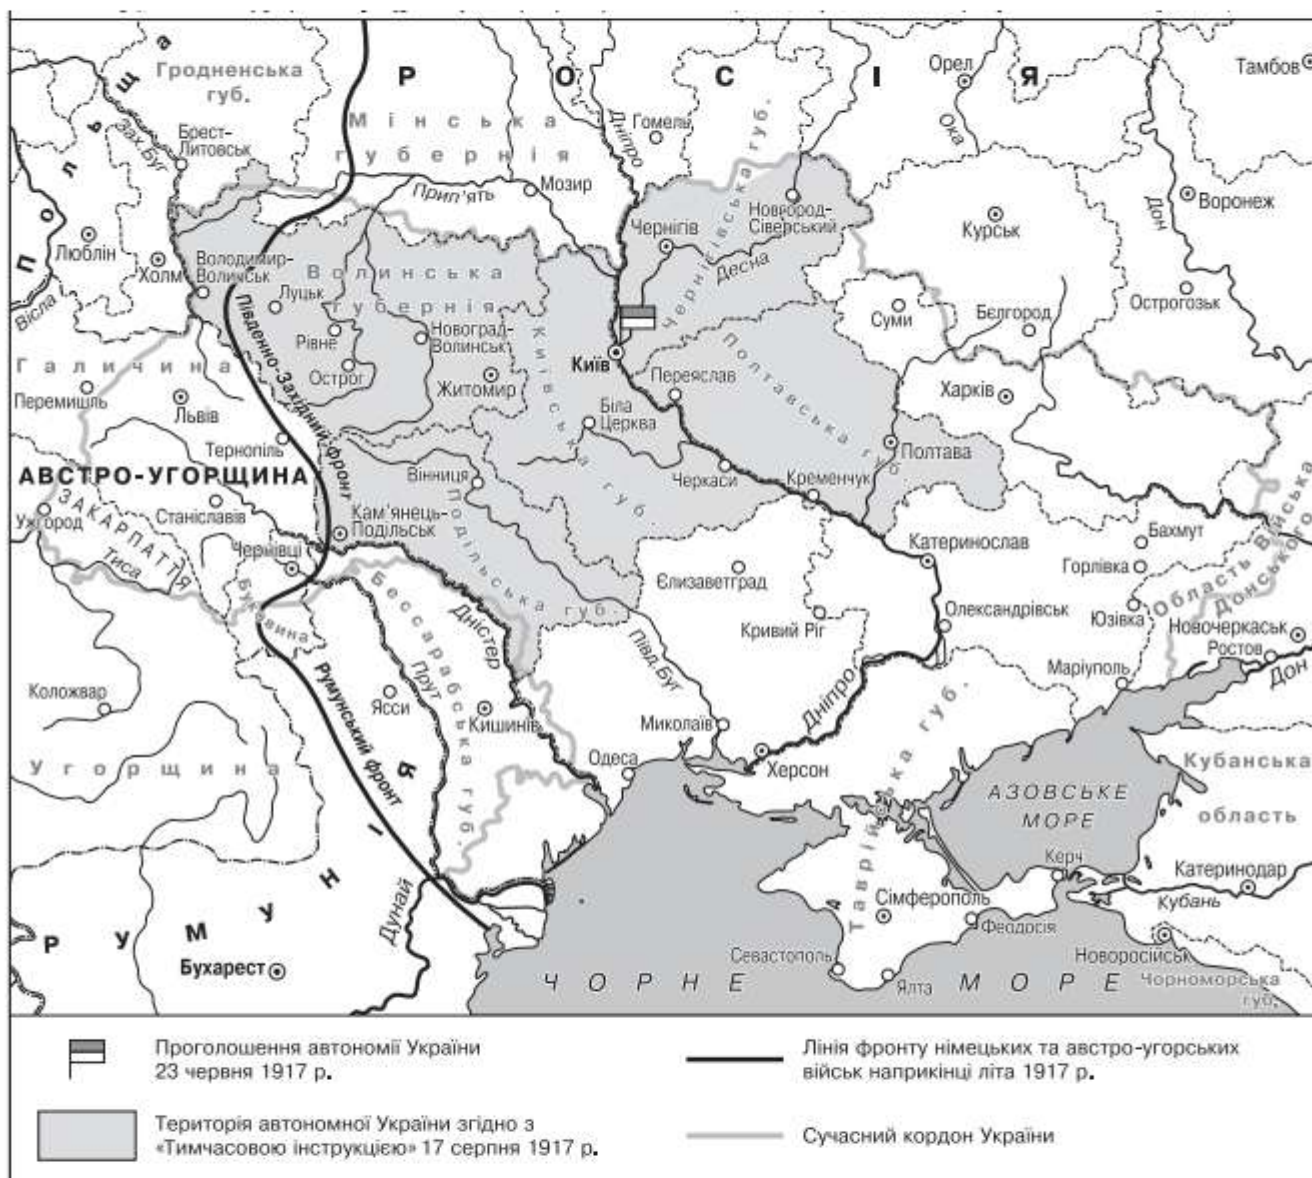 Р О С І Я
Польща
Гродненська
губ.
Мінська
губернія
Орел
Тамбов
Ока
Гомель
Дніпро
Зах. Буг
Брест-
Литовськ
Прип'ять
Мозир
Чернігівська губ.
Новгород-
Сіверський
Чернігів
Десна
Курськ
Дон
Воронеж
Люблін
Холм
Вісла
Володимир-
Волинськ
Волинська
губернія
Луцьк
Рівне
Острог
Новоград-
Волинськ
Житомир
Київ
Суми
Бєлгород
Острогозьк
Галичина
Перемишль
Львів
Тернопіль
Південно-Західний фронт
Київська губ.
Переяслав
Полтавська губ.
Харків
Біла
Церква
АВСТРО-УГОРЩИНА
Вінниця
Черкаси
Кременчук
Полтава
Ужгород
ЗАКАРПАТТЯ
Тиса
Станіславів
Кам'янець-
Подільськ
Подільська губ.
Чернівці
Буковина
Бессарабська губ.
Дністер
Єлизаветград
Кривий Ріг
Катеринослав
Бахмут
Горлівка
Юзівка
Область Війська
Донського
Олександрівськ
Новочеркаськ
Ростов
Дон
Маріуполь
Коложвар
Румунський фронт
Ясси
Прут
Кишинів
Півд.Буг
Миколаїв
Дніпро
Херсон
Одеса
Таврійська губ.
Угорщина
АЗОВСЬКЕ
МОРЕ
Кубанська
область
Керч
Катеринодар
Кубань
Сімферополь
Феодосія
Севастополь
Ялта
Новоросійськ
Чорноморська
губ.
Р У М У Н І Я
Дунай
Бухарест
ЧОРНЕ МОРЕ
Проголошення автономії України
23 червня 1917 р.
Територія автономної України згідно з
«Тимчасовою інструкцією» 17 серпня 1917 р.
Лінія фронту німецьких та австро-угорських
військ наприкінці літа 1917 р.
Сучасний кордон України